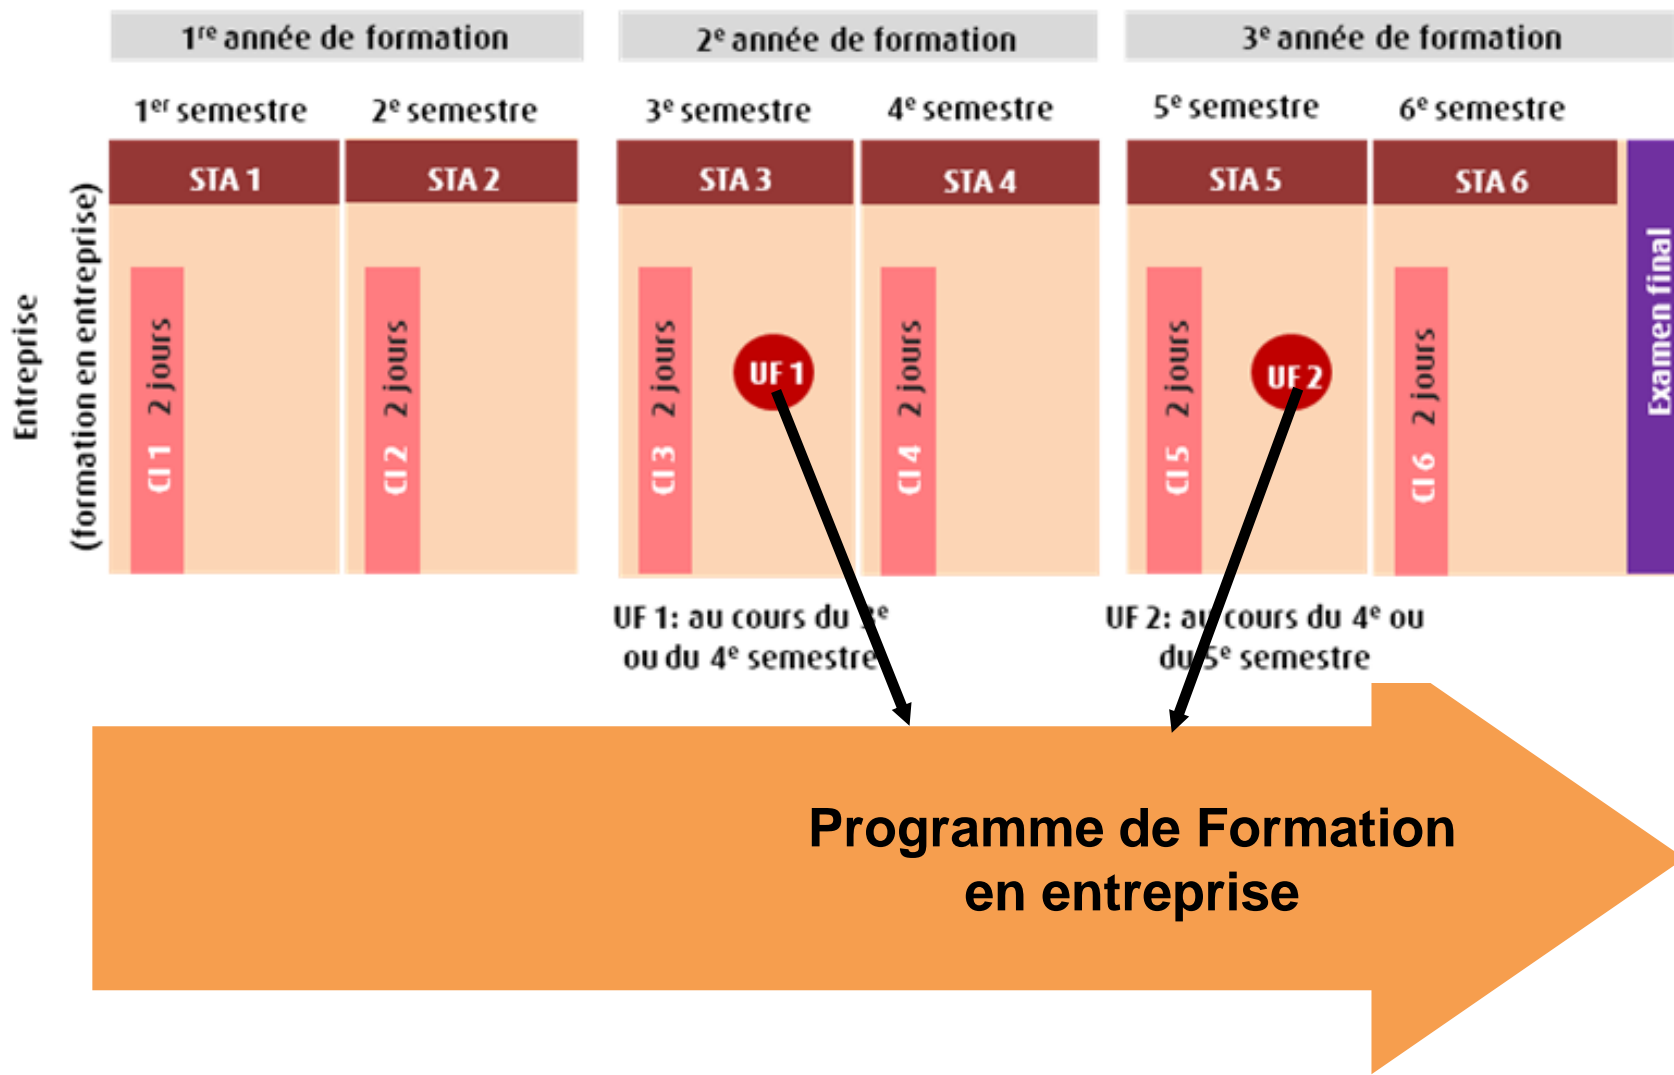 1re année de formation
2e année de formation
3e année de formation
1er semestre
2e semestre
3e semestre
4e semestre
5e semestre
6e semestre
STA 1
STA 2
STA 3
STA 4
STA 5
STA 6
Entreprise
(formation en entreprise)
CI 1 2 jours
CI 2 2 jours
CI 3 2 jours
UF 1
CI 4 2 jours
CI 5 2 jours
UF 2
CI 6 2 jours
Examen final
UF 1: au cours du 3e
ou du 4e semestre
UF 2: au cours du 4e ou
du 5e semestre
Programme de Formation
en entreprise